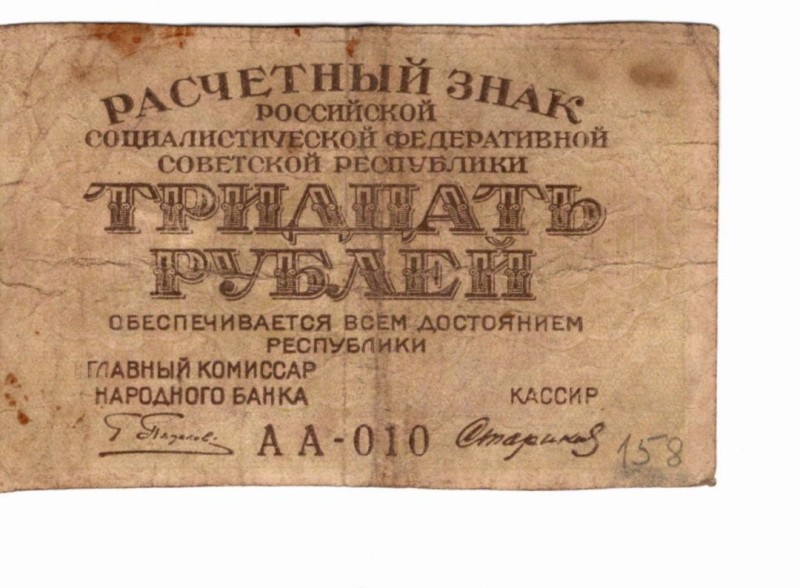 РАСЧЕТНЫЙ ЗНАК
РОССИЙСКОЙ
СОЦИАЛИСТИЧЕСКОЙ ФЕДЕРАТИВНОЙ
СОВЕТСКОЙ РЕСПУБЛИКИ
ТРИДЦАТЬ
РУБЛЕЙ
ОБЕСПЕЧИВАЕТСЯ ВСЕМ ДОСТОЯНИЕМ
РЕСПУБЛИКИ
ГЛАВНЫЙ КОМИССАР
НАРОДНОГО БАНКА
КАССИР
АА-010
Стариков
158